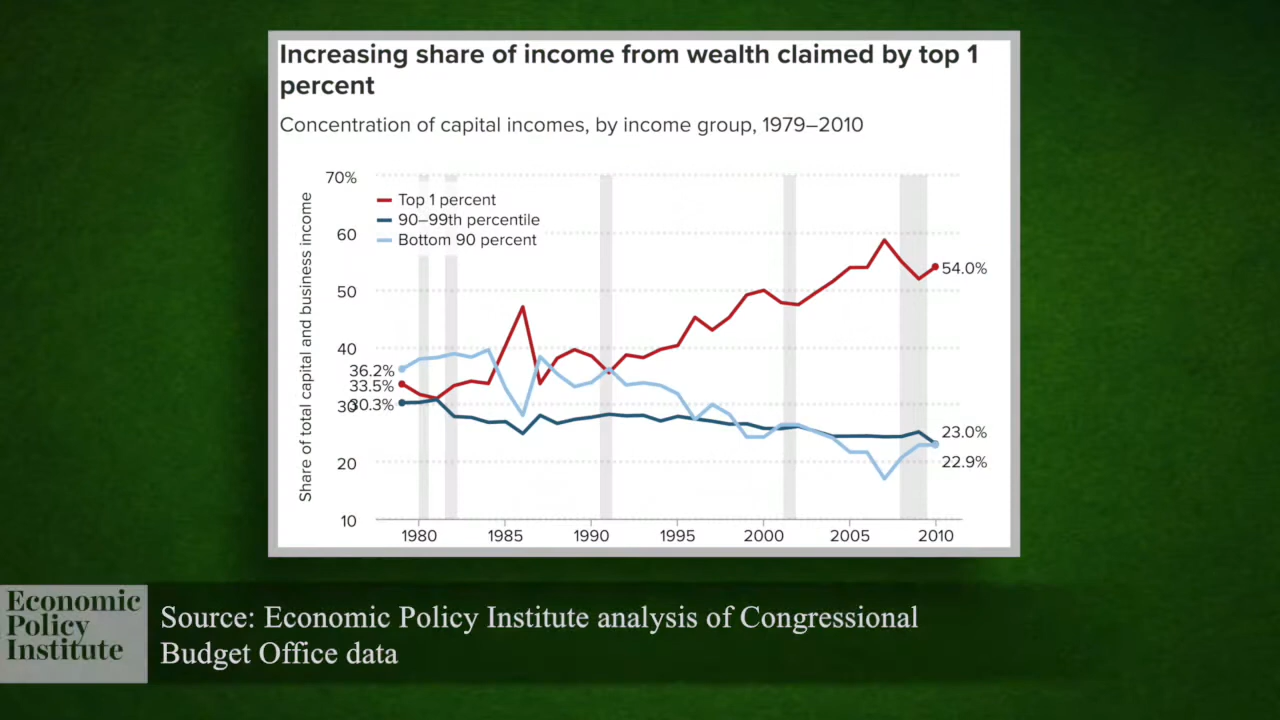 Increasing share of income from wealth claimed by top 1
percent
Concentration of capital incomes, by income group, 1979–2010
Share of total capital and business income
70%
60
50
40
30
20
10
Top 1 percent
90–99th percentile
Bottom 90 percent
36.2%
33.5%
30.3%
54.0%
23.0%
22.9%
1980 1985 1990 1995 2000 2005 2010
Economic
Policy
Institute
Source: Economic Policy Institute analysis of Congressional
Budget Office data